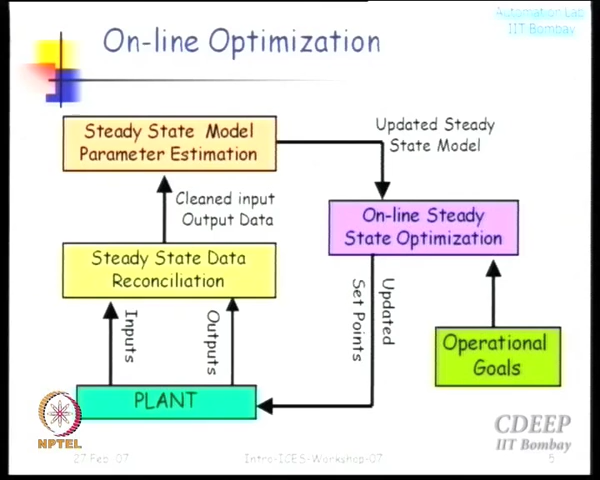 Automation Lab
IIT Bombay
On-line Optimization
Steady State Model
Parameter Estimation
Updated Steady
State Model
Cleaned input
Output Data
On-line Steady
State Optimization
Steady State Data
Reconciliation
Inputs
Outputs
Updated
Set Points
Operational
Goals
PLANT
NPTEL
CDEEP
IIT Bombay
27 Feb 07
Intro-ICES-Workshop-07
5